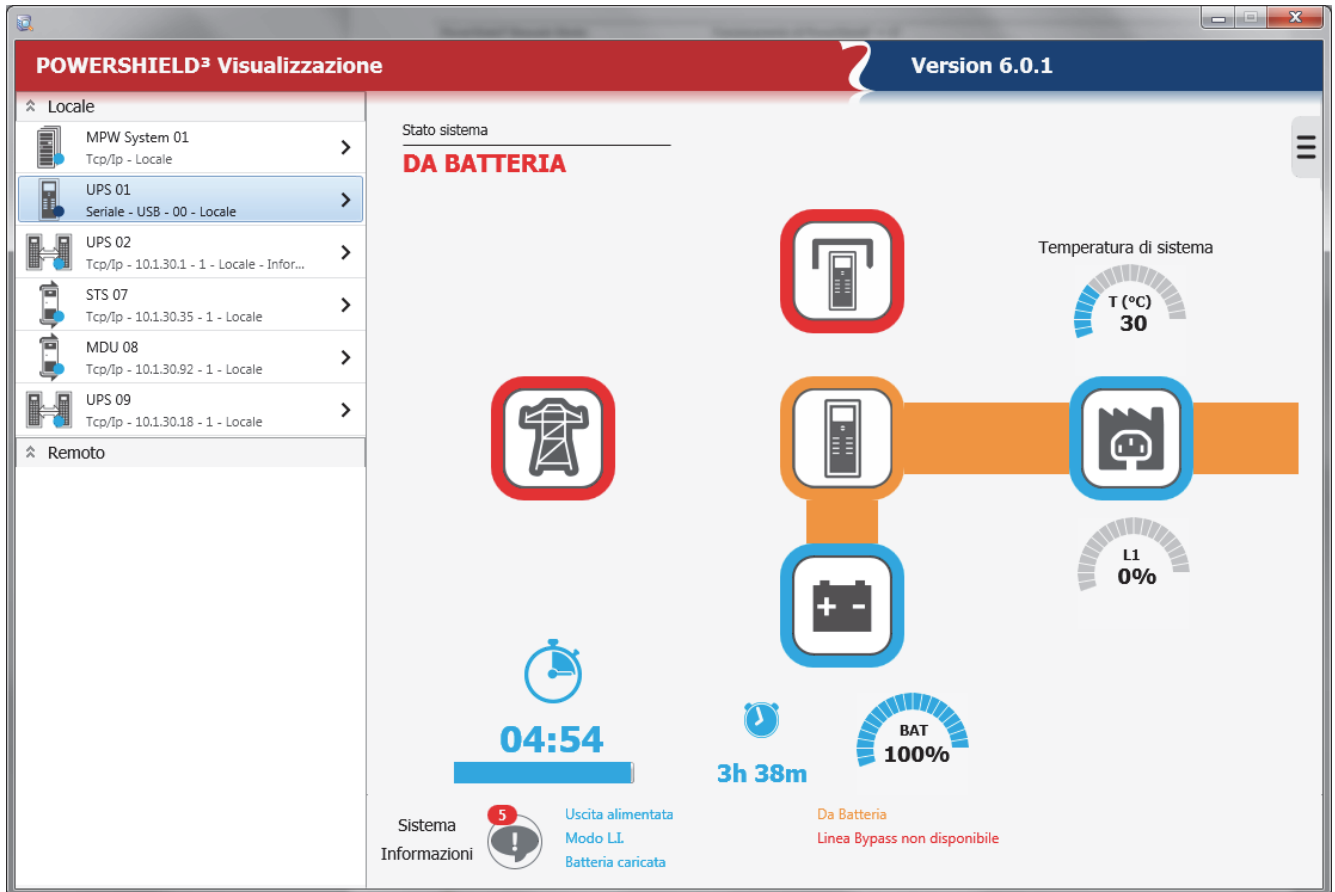 POWERSHIELD³ Visualizzazione
Version 6.0.1
Locale
MPW System 01
Tcp/Ip - Locale
UPS 01
Seriale - USB - 00 - Locale
UPS 02
Tcp/Ip - 10.1.30.1 - 1 - Locale - Infor...
STS 07
Tcp/Ip - 10.1.30.35 - 1 - Locale
MDU 08
Tcp/Ip - 10.1.30.92 - 1 - Locale
UPS 09
Tcp/Ip - 10.1.30.18 - 1 - Locale
Remoto
Stato sistema
DA BATTERIA
Temperatura di sistema
T (°C)
30
L1
0%
04:54
3h 38m
BAT
100%
Sistema
Informazioni
5
Uscita alimentata
Modo L.I.
Batteria caricata
Da Batteria
Linea Bypass non disponibile